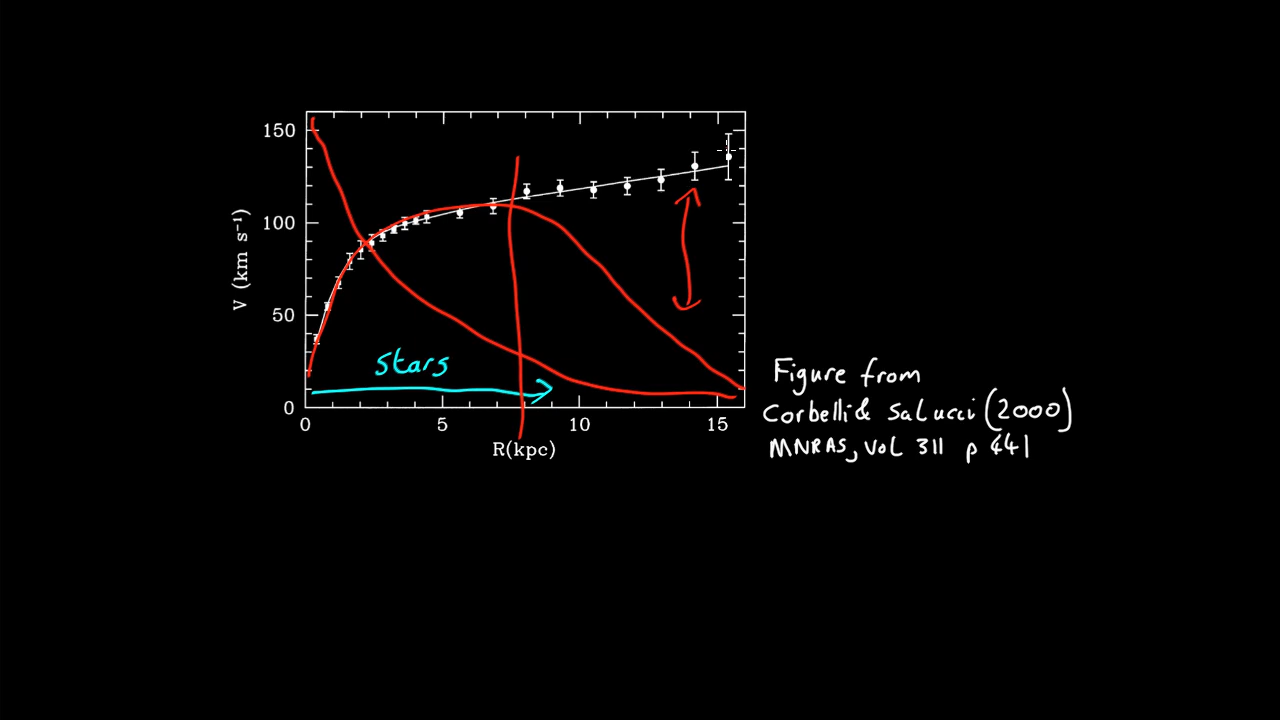 150
100
50
0
V (km s⁻¹)
stars
0 5 10 15
R(kpc)
Figure from
Corbelli & Salucci (2000)
MNRAS, Vol 311 p 441